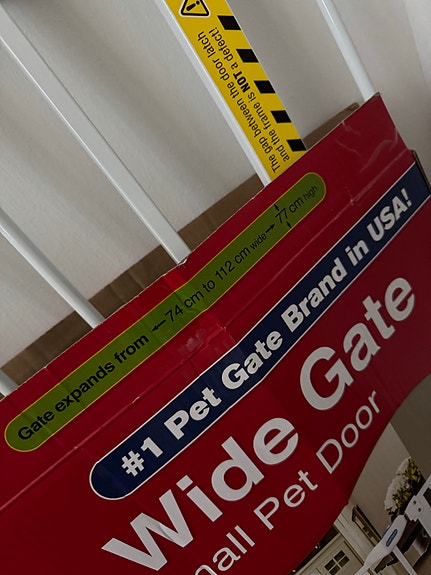 The gap between the door latch
and the frame is NOT a defect!
Gate expands from ←74 cm to 112 cm wide→ 77 cm high
#1 Pet Gate Brand in USA!
Wide Gate
Pet Door